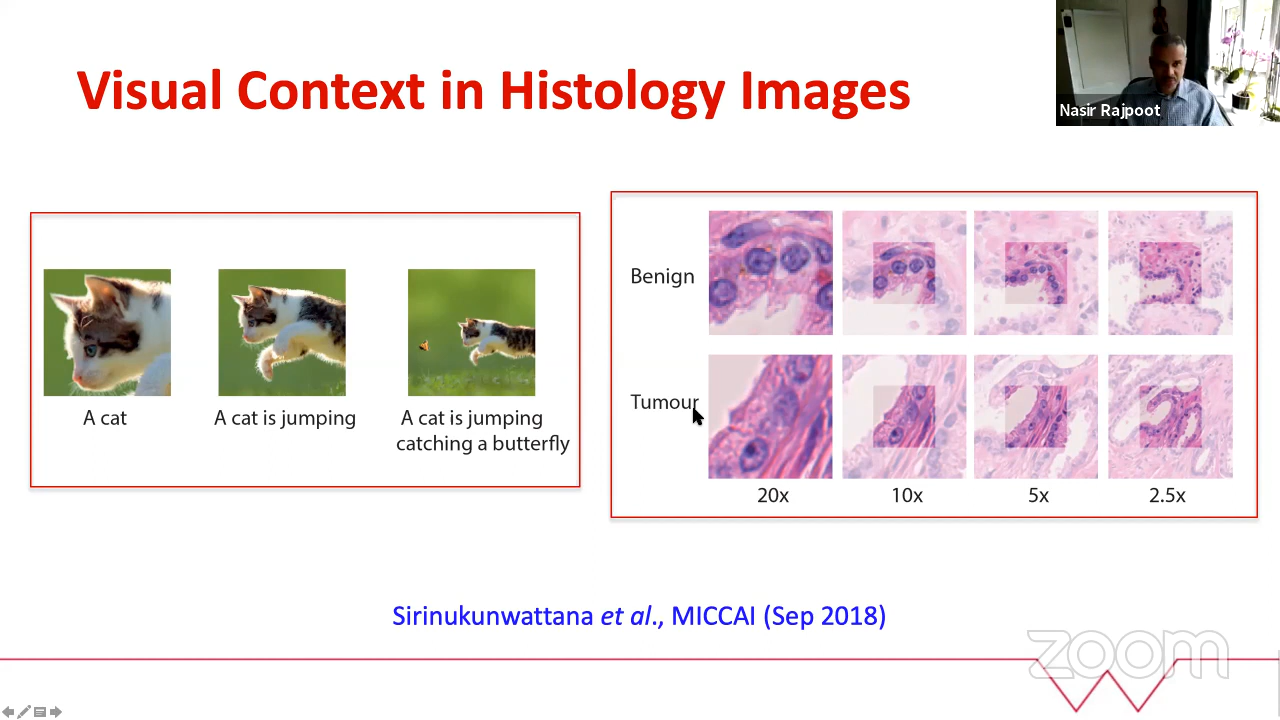 Visual Context in Histology Images
Nasir Rajpoot
A cat
A cat is jumping
A cat is jumping
catching a butterfly
Benign
Tumour
20x
10x
5x
2.5x
Sirinukunwattana et al., MICCAI (Sep 2018)
zoom